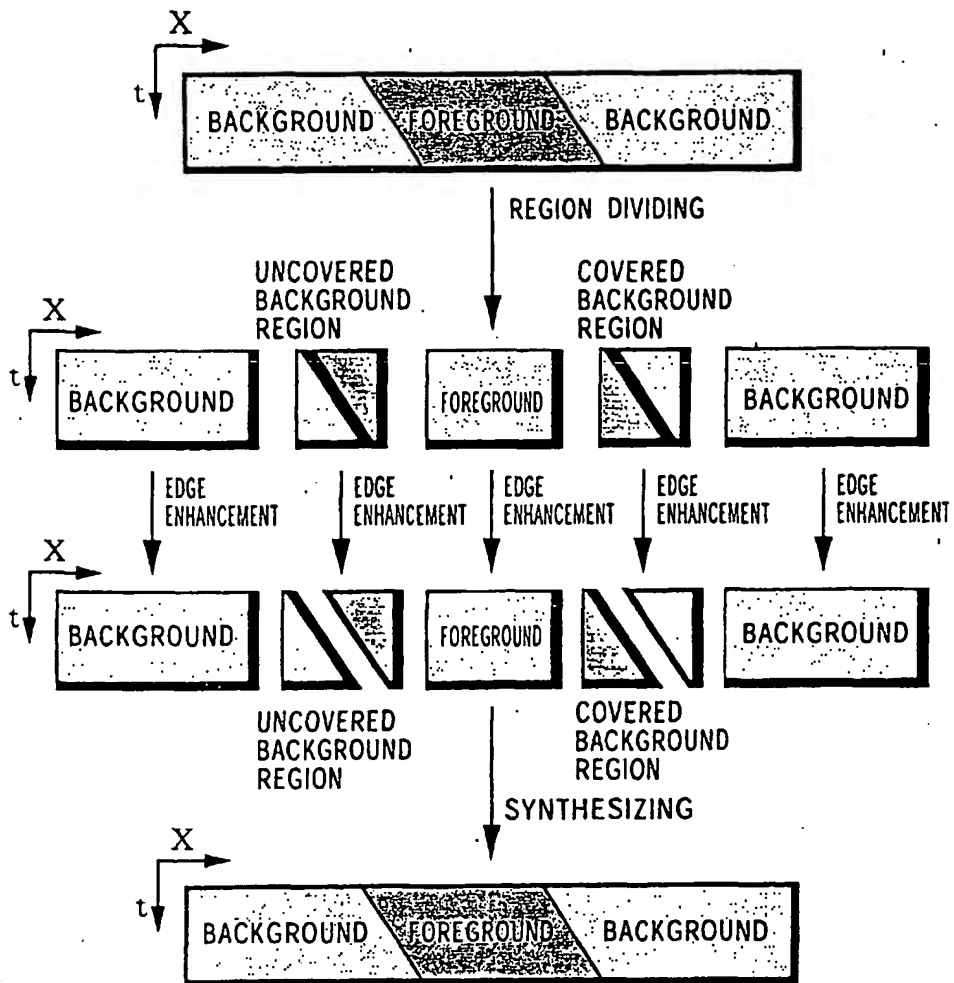 X
t
BACKGROUND FOREGROUND BACKGROUND
REGION DIVIDING
UNCOVERED
BACKGROUND
REGION
COVERED
BACKGROUND
REGION
X
t
BACKGROUND FOREGROUND BACKGROUND
EDGE
ENHANCEMENT
EDGE
ENHANCEMENT
EDGE
ENHANCEMENT
EDGE
ENHANCEMENT
EDGE
ENHANCEMENT
X
t
BACKGROUND FOREGROUND BACKGROUND
UNCOVERED
BACKGROUND
REGION
COVERED
BACKGROUND
REGION
SYNTHESIZING
X
t
BACKGROUND FOREGROUND BACKGROUND